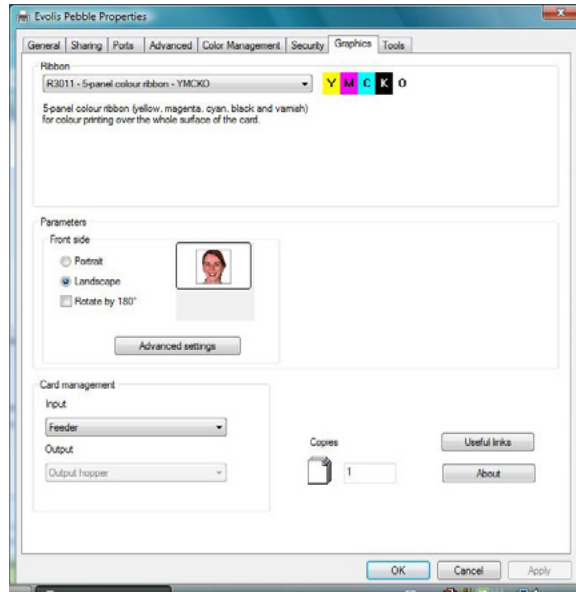 Evolis Pebble Properties
General Sharing Ports Advanced Color Management Security Graphics Tools
Ribbon
R3011 - 5-panel colour ribbon - YMCKO
Y M C K O
5-panel colour ribbon (yellow, magenta, cyan, black and varnish)
for colour printing over the whole surface of the card.
Parameters
Front side
Portrait
Landscape
Rotate by 180°
Advanced settings
Card management
Input
Feeder
Output
Output hopper
Copies
1
Useful links
About
OK Cancel Apply